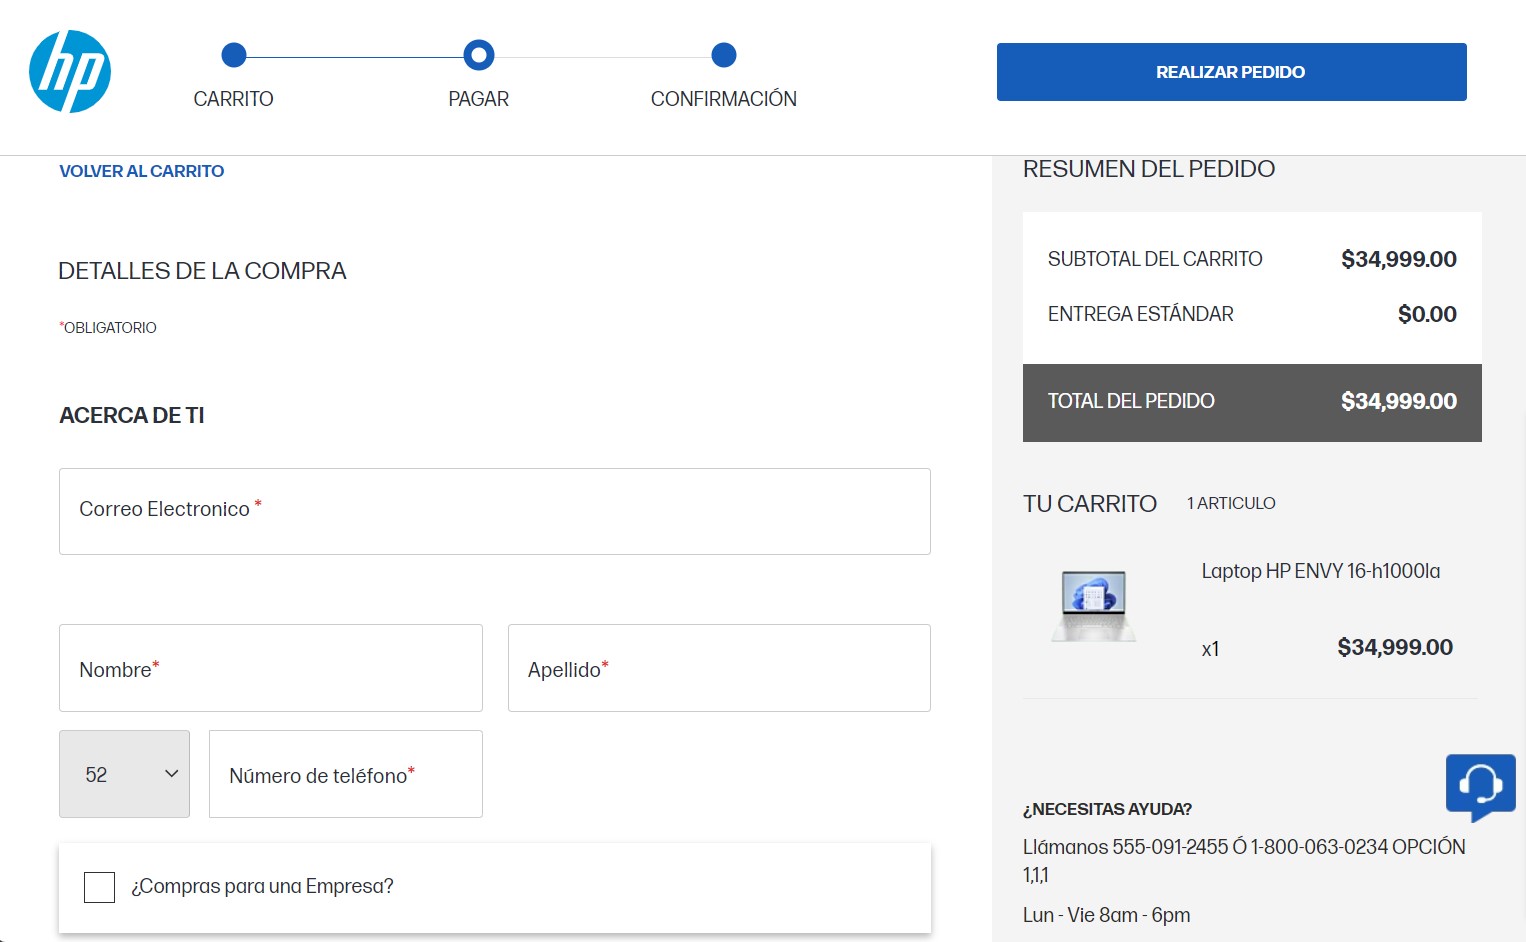 hp
CARRITO
PAGAR
CONFIRMACIÓN
REALIZAR PEDIDO
VOLVER AL CARRITO
DETALLES DE LA COMPRA
*OBLIGATORIO
ACERCA DE TI
Correo Electronico *
Nombre*
Apellido*
52
Número de teléfono*
¿Compras para una Empresa?
RESUMEN DEL PEDIDO
SUBTOTAL DEL CARRITO $34,999.00
ENTREGA ESTÁNDAR $0.00
TOTAL DEL PEDIDO $34,999.00
TU CARRITO 1 ARTICULO
Laptop HP ENVY 16-h1000la
x1 $34,999.00
¿NECESITAS AYUDA?
Llámanos 555-091-2455 Ó 1-800-063-0234 OPCIÓN
1,1,1
Lun - Vie 8am - 6pm